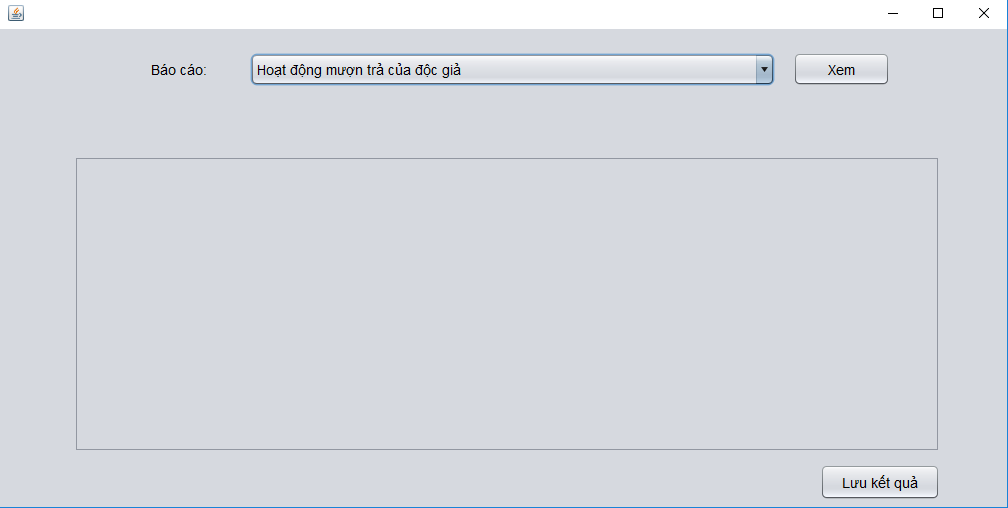 Báo cáo: Hoạt động mượn trả của độc giả Xem
Lưu kết quả